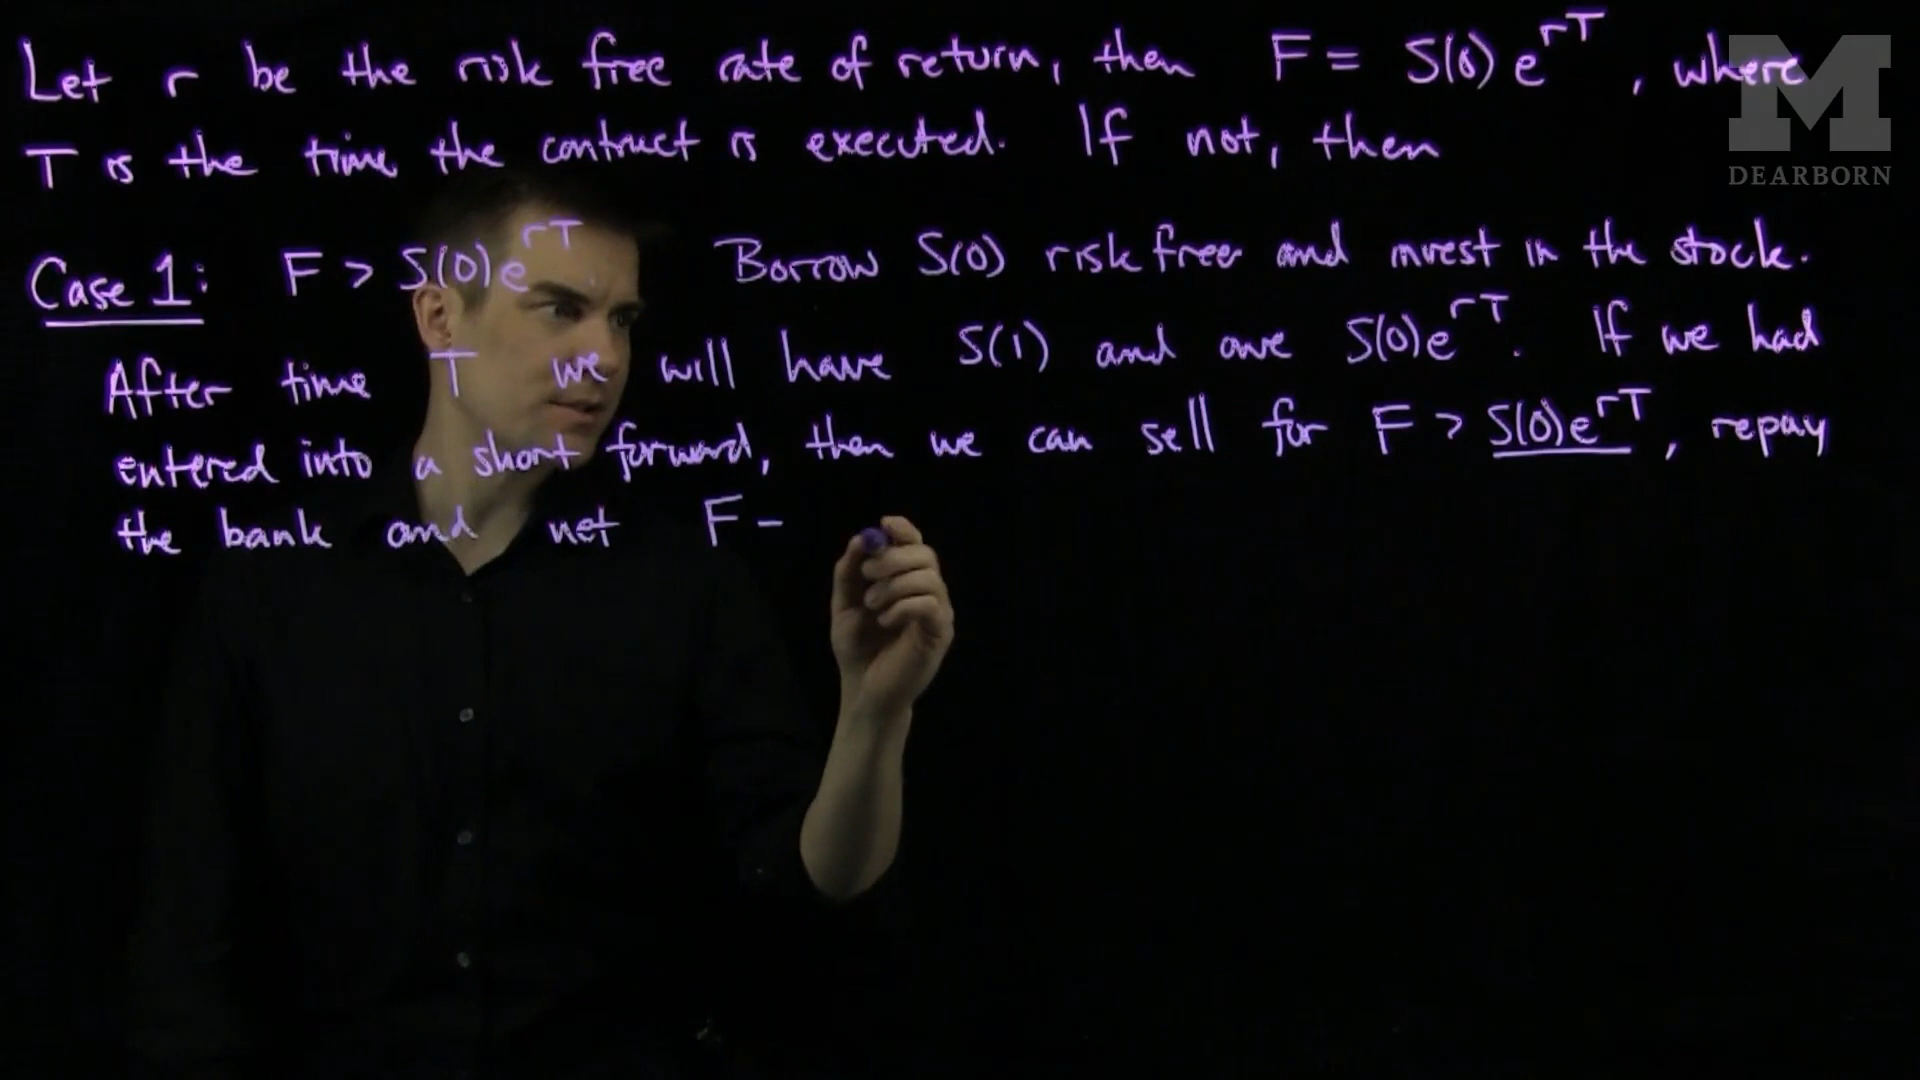 Let r be the risk free rate of return, then F = S(0) e^{rT}, where
T is the time the contract is executed. If not, then
M
DEARBORN
Case 1: F > S(0)e^{rT}. Borrow S(0) risk free and invest in the stock.
After time T we will have S(1) and owe S(0)e^{rT}. If we had
entered into a short forward, then we can sell for F > S(0)e^{rT}, repay
the bank and net F -